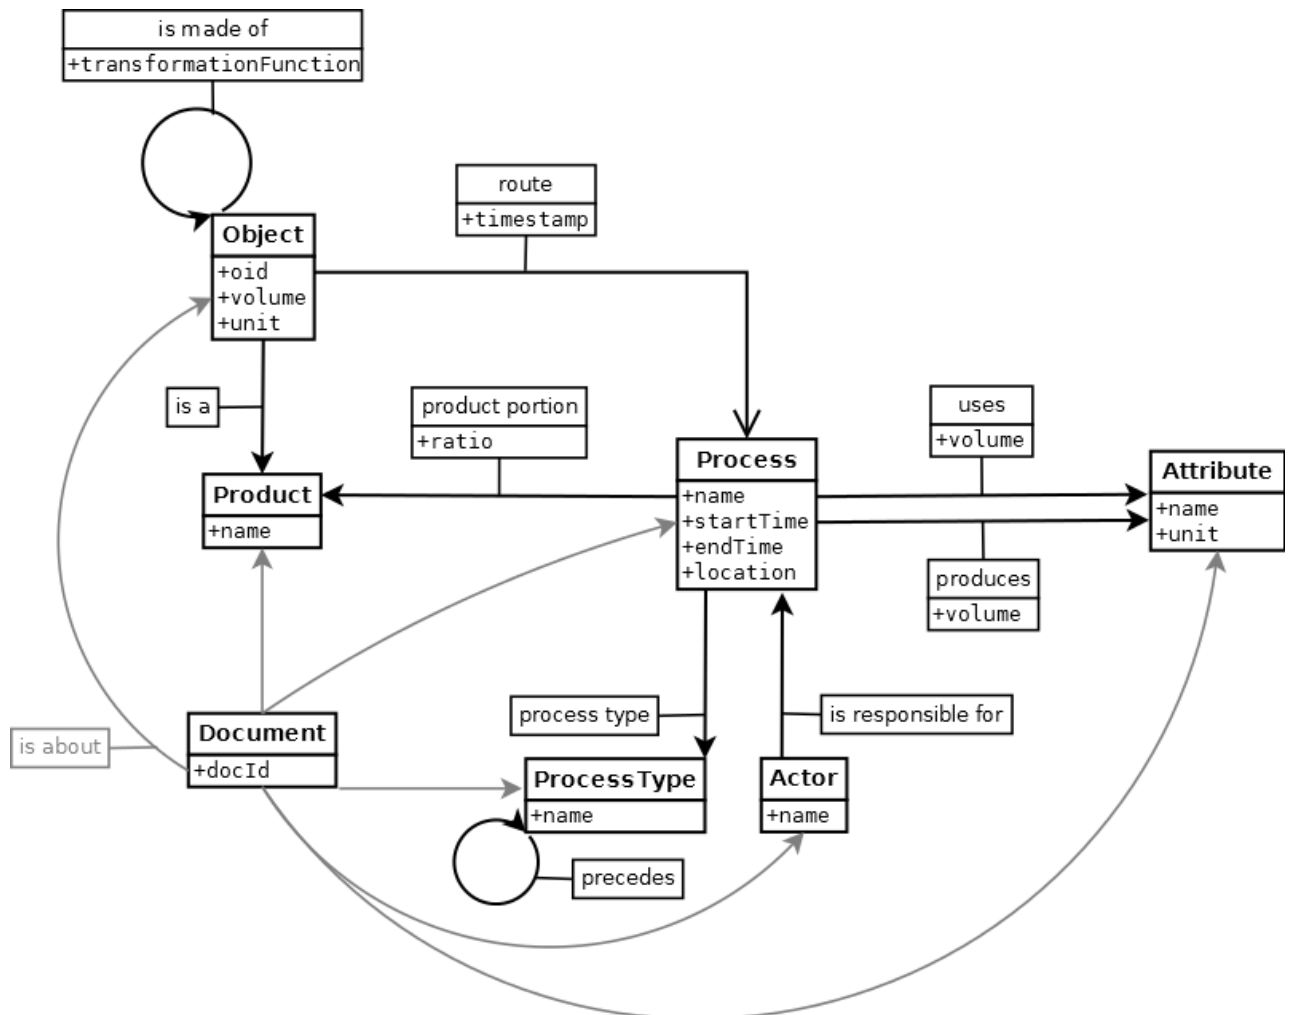 is made of
+transformationFunction
route
+timestamp
Object
+oid
+volume
+unit
is a
product portion
+ratio
uses
+volume
Process
+name
+startTime
+endTime
+location
Attribute
+name
+unit
Product
+name
produces
+volume
process type
is responsible for
is about
Document
+docId
ProcessType
+name
Actor
+name
precedes